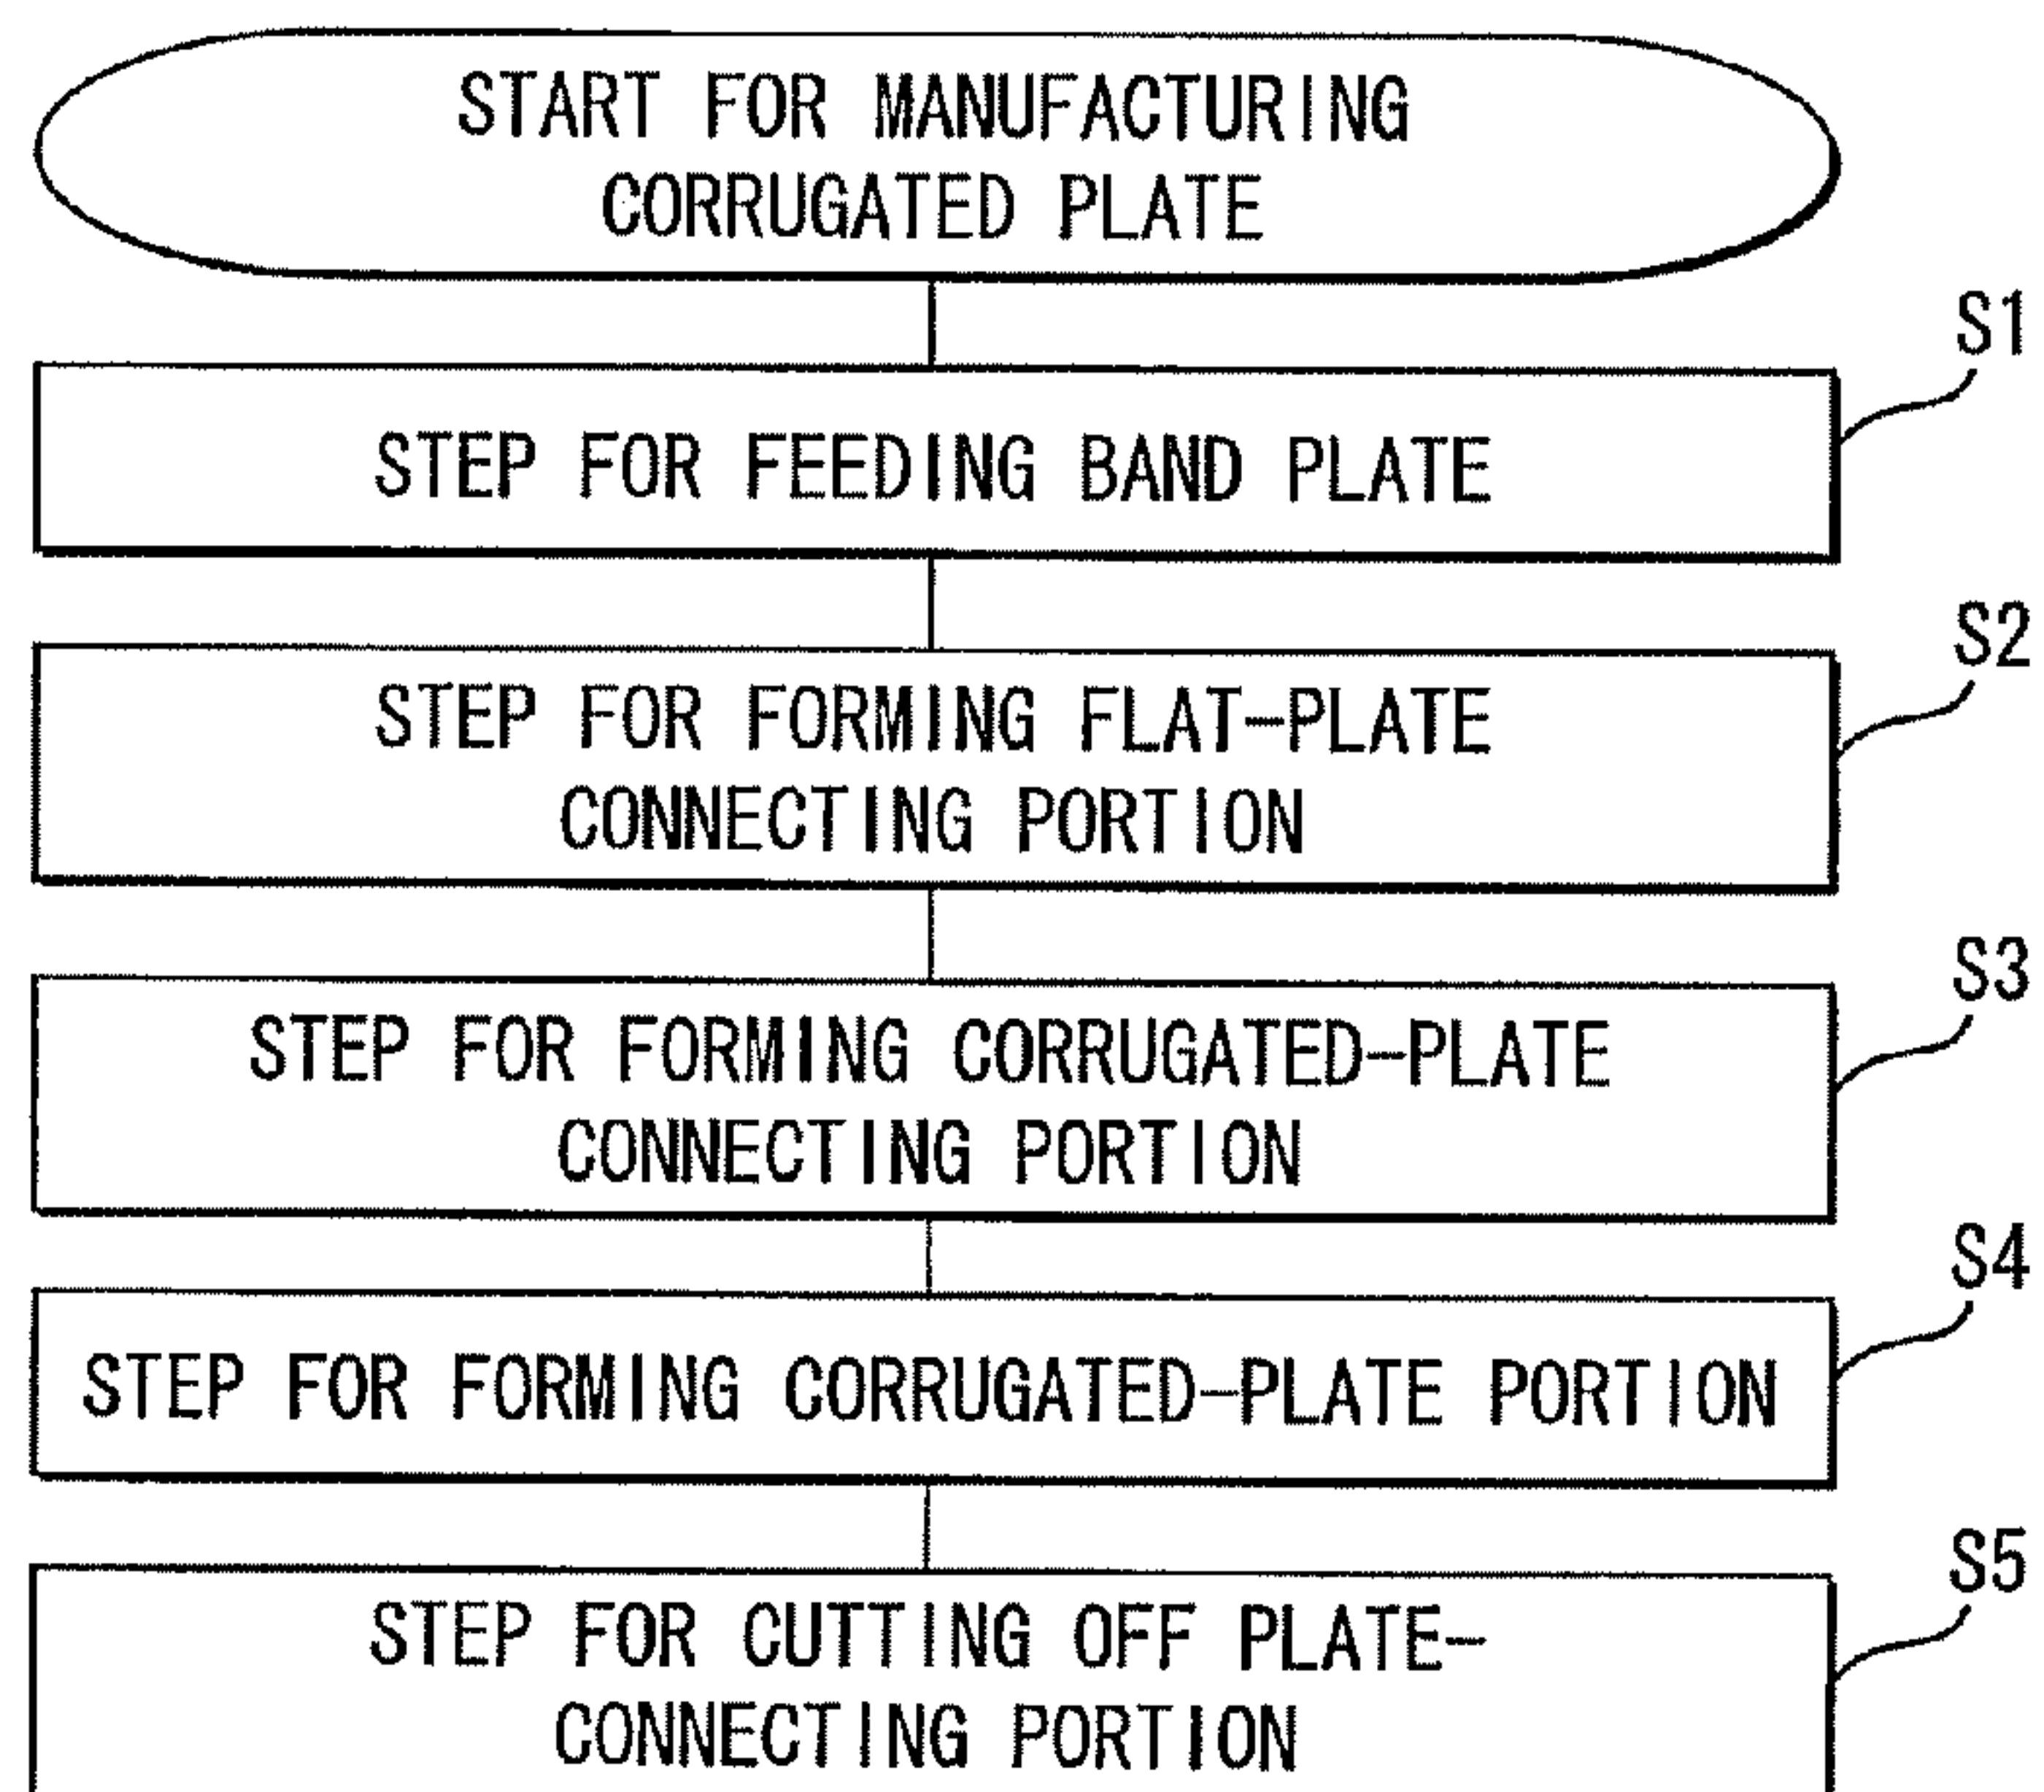 START FOR MANUFACTURING
CORRUGATED PLATE
S1
STEP FOR FEEDING BAND PLATE
S2
STEP FOR FORMING FLAT-PLATE
CONNECTING PORTION
S3
STEP FOR FORMING CORRUGATED-PLATE
CONNECTING PORTION
S4
STEP FOR FORMING CORRUGATED-PLATE PORTION
S5
STEP FOR CUTTING OFF PLATE-
CONNECTING PORTION